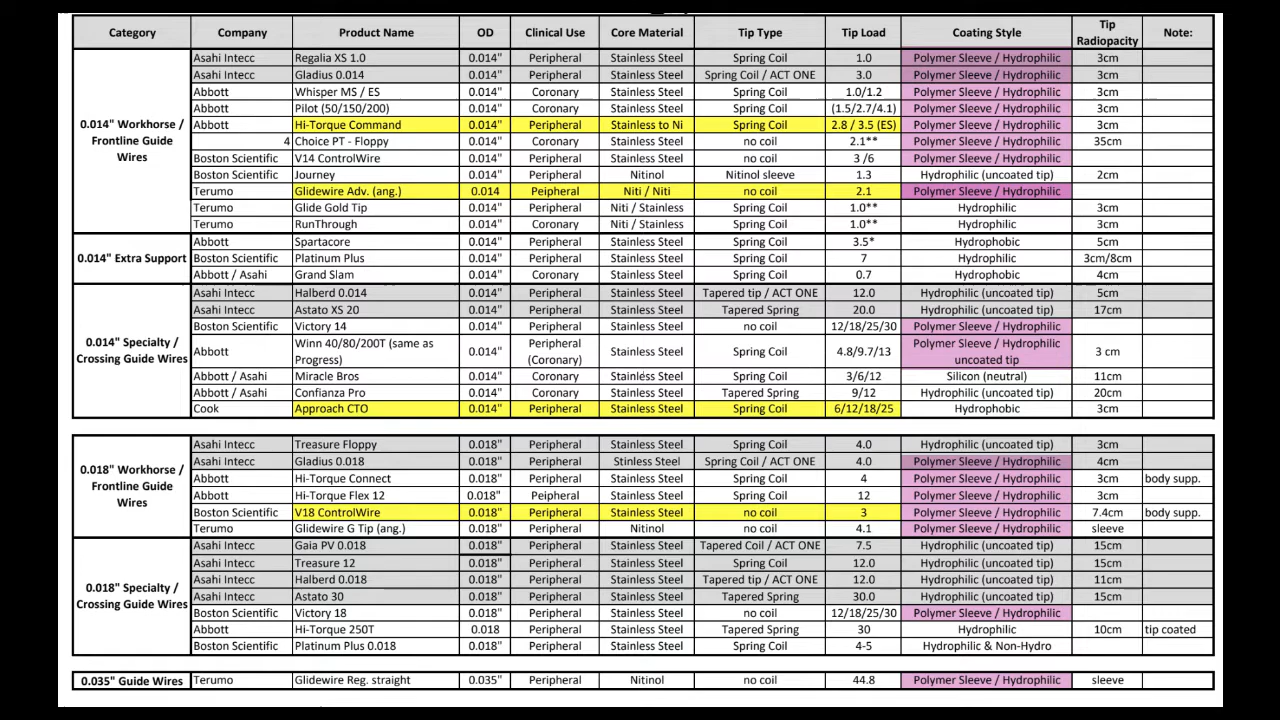 Category Company Product Name OD Clinical Use Core Material Tip Type Tip Load Coating Style Tip Radiopacity Note:
0.014" Workhorse / Frontline Guide Wires
Asahi Intecc Regalia XS 1.0 0.014" Peripheral Stainless Steel Spring Coil 1.0 Polymer Sleeve / Hydrophilic 3cm
Asahi Intecc Gladius 0.014 0.014" Peripheral Stainless Steel Spring Coil / ACT ONE 3.0 Polymer Sleeve / Hydrophilic 3cm
Abbott Whisper MS / ES 0.014" Coronary Stainless Steel Spring Coil 1.0/1.2 Polymer Sleeve / Hydrophilic 3cm
Abbott Pilot (50/150/200) 0.014" Coronary Stainless Steel Spring Coil (1.5/2.7/4.1) Polymer Sleeve / Hydrophilic 3cm
Abbott Hi-Torque Command 0.014" Peripheral Stainless to Ni Spring Coil 2.8 / 3.5 (ES) Polymer Sleeve / Hydrophilic 3cm
4 Choice PT - Floppy 0.014" Coronary Stainless Steel no coil 2.1** Polymer Sleeve / Hydrophilic 35cm
Boston Scientific V14 ControlWire 0.014" Peripheral Stainless Steel no coil 3 /6 Polymer Sleeve / Hydrophilic
Boston Scientific Journey 0.014" Peripheral Nitinol Nitinol sleeve 1.3 Hydrophilic (uncoated tip) 2cm
Terumo Glidewire Adv. (ang.) 0.014 Peipheral Niti / Niti no coil 2.1 Polymer Sleeve / Hydrophilic
Terumo Glide Gold Tip 0.014" Peripheral Niti / Stainless Spring Coil 1.0** Hydrophilic 3cm
Terumo RunThrough 0.014" Coronary Niti / Stainless Spring Coil 1.0** Hydrophilic 3cm
0.014" Extra Support
Abbott Spartacore 0.014" Peripheral Stainless Steel Spring Coil 3.5* Hydrophobic 5cm
Boston Scientific Platinum Plus 0.014" Peripheral Stainless Steel Spring Coil 7 Hydrophilic 3cm/8cm
Abbott / Asahi Grand Slam 0.014" Coronary Stainless Steel Spring Coil 0.7 Hydrophobic 4cm
0.014" Specialty / Crossing Guide Wires
Asahi Intecc Halberd 0.014 0.014" Peripheral Stainless Steel Tapered tip / ACT ONE 12.0 Hydrophilic (uncoated tip) 5cm
Asahi Intecc Astato XS 20 0.014" Peripheral Stainless Steel Tapered Spring 20.0 Hydrophilic (uncoated tip) 17cm
Boston Scientific Victory 14 0.014" Peripheral Stainless Steel no coil 12/18/25/30 Polymer Sleeve / Hydrophilic
Abbott Winn 40/80/200T (same as Progress) 0.014" Peripheral (Coronary) Stainless Steel Spring Coil 4.8/9.7/13 Polymer Sleeve / Hydrophilic uncoated tip 3 cm
Abbott / Asahi Miracle Bros 0.014" Coronary Stainless Steel Spring Coil 3/6/12 Silicon (neutral) 11cm
Abbott / Asahi Confianza Pro 0.014" Coronary Stainless Steel Tapered Spring 9/12 Hydrophilic (uncoated tip) 20cm
Cook Approach CTO 0.014" Peripheral Stainless Steel Spring Coil 6/12/18/25 Hydrophobic 3cm
0.018" Workhorse / Frontline Guide Wires
Asahi Intecc Treasure Floppy 0.018" Peripheral Stainless Steel Spring Coil 4.0 Hydrophilic (uncoated tip) 3cm
Asahi Intecc Gladius 0.018 0.018" Peripheral Stinless Steel Spring Coil / ACT ONE 4.0 Polymer Sleeve / Hydrophilic 4cm
Abbott Hi-Torque Connect 0.018" Peripheral Stainless Steel Spring Coil 4 Polymer Sleeve / Hydrophilic 3cm body supp.
Abbott Hi-Torque Flex 12 0.018" Peipheral Stainless Steel Spring Coil 12 Polymer Sleeve / Hydrophilic 3cm
Boston Scientific V18 ControlWire 0.018" Peripheral Stainless Steel no coil 3 Polymer Sleeve / Hydrophilic 7.4cm body supp.
Terumo Glidewire G Tip (ang.) 0.018" Peripheral Nitinol no coil 4.1 Polymer Sleeve / Hydrophilic sleeve
0.018" Specialty / Crossing Guide Wires
Asahi Intecc Gaia PV 0.018 0.018" Peripheral Stainless Steel Tapered Coil / ACT ONE 7.5 Hydrophilic (uncoated tip) 15cm
Asahi Intecc Treasure 12 0.018" Peripheral Stainless Steel Spring Coil 12.0 Hydrophilic (uncoated tip) 15cm
Asahi Intecc Halberd 0.018 0.018" Peripheral Stainless Steel Tapered tip / ACT ONE 12.0 Hydrophilic (uncoated tip) 11cm
Asahi Intecc Astato 30 0.018" Peripheral Stainless Steel Tapered Spring 30.0 Hydrophilic (uncoated tip) 15cm
Boston Scientific Victory 18 0.018" Peripheral Stainless Steel no coil 12/18/25/30 Polymer Sleeve / Hydrophilic
Abbott Hi-Torque 250T 0.018 Peripheral Stainless Steel Tapered Spring 30 Hydrophilic 10cm tip coated
Boston Scientific Platinum Plus 0.018 0.018" Peripheral Stainless Steel Spring Coil 4-5 Hydrophilic & Non-Hydro
0.035" Guide Wires Terumo Glidewire Reg. straight 0.035" Peripheral Nitinol no coil 44.8 Polymer Sleeve / Hydrophilic sleeve